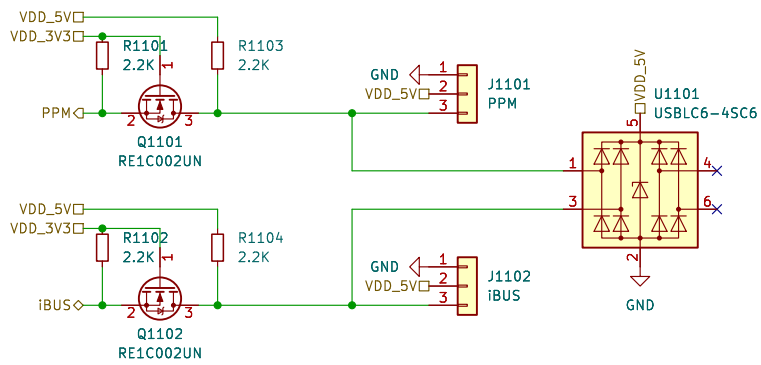 VDD_5V
VDD_3V3
R1101
2.2K
R1103
2.2K
1
PPM
2
3
Q1101
RE1C002UN
GND
1
VDD_5V
2
3
J1101
PPM
VDD_5V
U1101
USBLC6-4SC6
5
1
4
3
6
2
GND
VDD_5V
VDD_3V3
R1102
2.2K
R1104
2.2K
1
iBUS
2
3
Q1102
RE1C002UN
GND
1
VDD_5V
2
3
J1102
iBUS